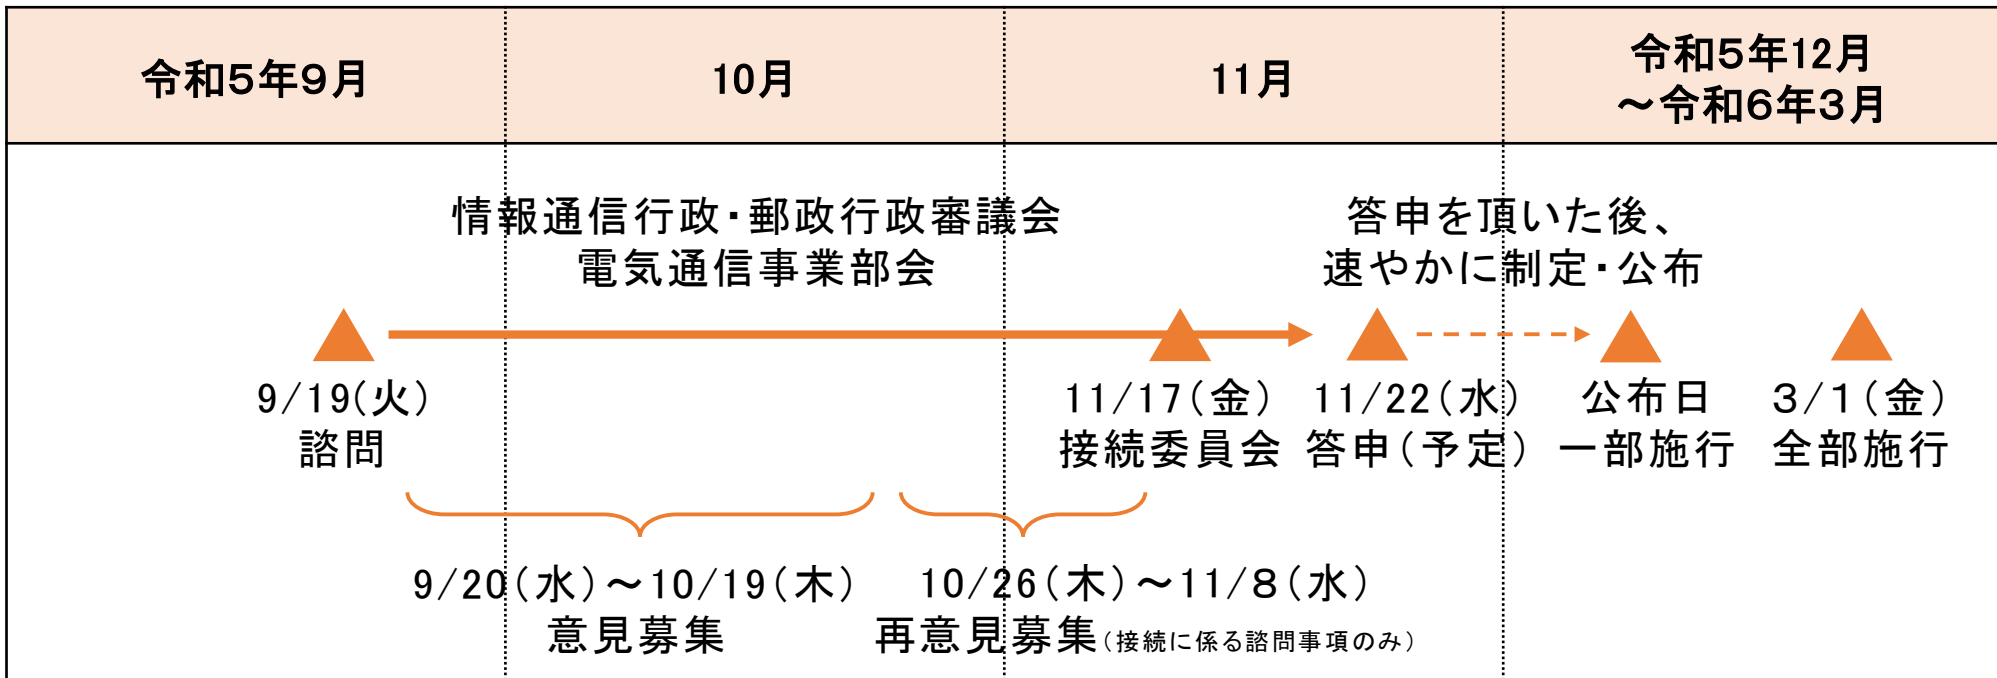 令和5年9月
10月
11月
令和5年12月
～令和6年3月
情報通信行政・郵政行政審議会
電気通信事業部会
答申を頂いた後、
速やかに制定・公布
9/19(火)
諮問
11/17(金)
接続委員会
11/22(水)
答申(予定)
公布日
一部施行
3/1(金)
全部施行
9/20(水)～10/19(木)
意見募集
10/26(木)～11/8(水)
再意見募集(接続に係る諮問事項のみ)